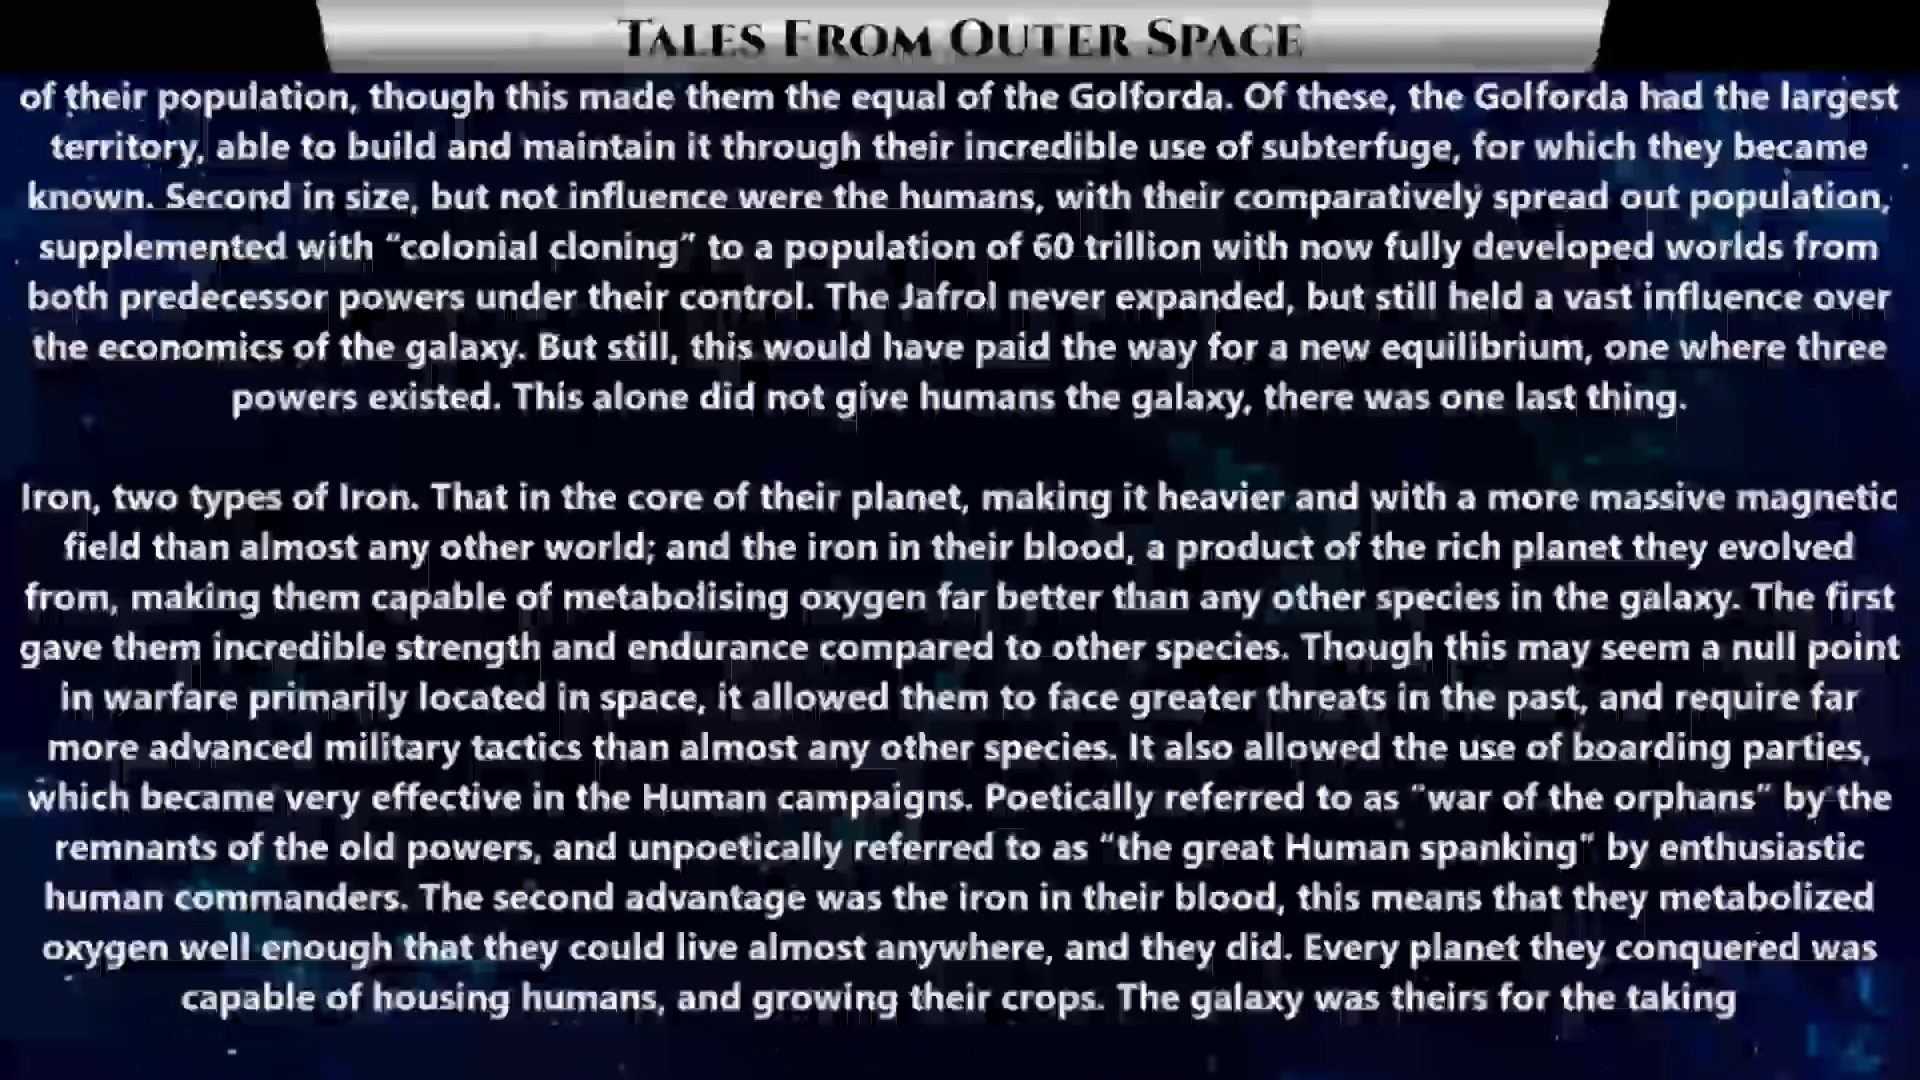 Tales From Outer Space
of their population, though this made them the equal of the Golforda. Of these, the Golforda had the largest
territory, able to build and maintain it through their incredible use of subterfuge, for which they became
known. Second in size, but not influence were the humans, with their comparatively spread out population,
supplemented with “colonial cloning” to a population of 60 trillion with now fully developed worlds from
both predecessor powers under their control. The Jafrol never expanded, but still held a vast influence over
the economics of the galaxy. But still, this would have paid the way for a new equilibrium, one where three
powers existed. This alone did not give humans the galaxy, there was one last thing.
Iron, two types of Iron. That in the core of their planet, making it heavier and with a more massive magnetic
field than almost any other world; and the iron in their blood, a product of the rich planet they evolved
from, making them capable of metabolising oxygen far better than any other species in the galaxy. The first
gave them incredible strength and endurance compared to other species. Though this may seem a null point
in warfare primarily located in space, it allowed them to face greater threats in the past, and require far
more advanced military tactics than almost any other species. It also allowed the use of boarding parties,
which became very effective in the Human campaigns. Poetically referred to as “war of the orphans” by the
remnants of the old powers, and unpoetically referred to as “the great Human spanking” by enthusiastic
human commanders. The second advantage was the iron in their blood, this means that they metabolized
oxygen well enough that they could live almost anywhere, and they did. Every planet they conquered was
capable of housing humans, and growing their crops. The galaxy was theirs for the taking